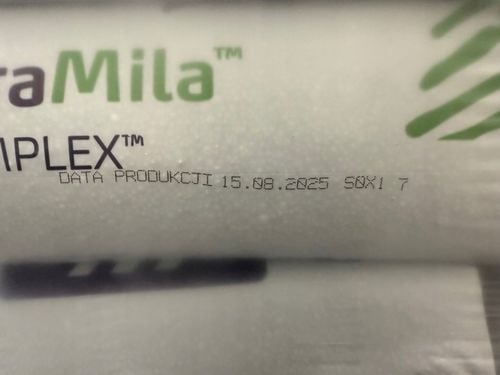 raMila™
MPLEX™
DATA PRODUKCJI 15.08.2025 S0X1 7